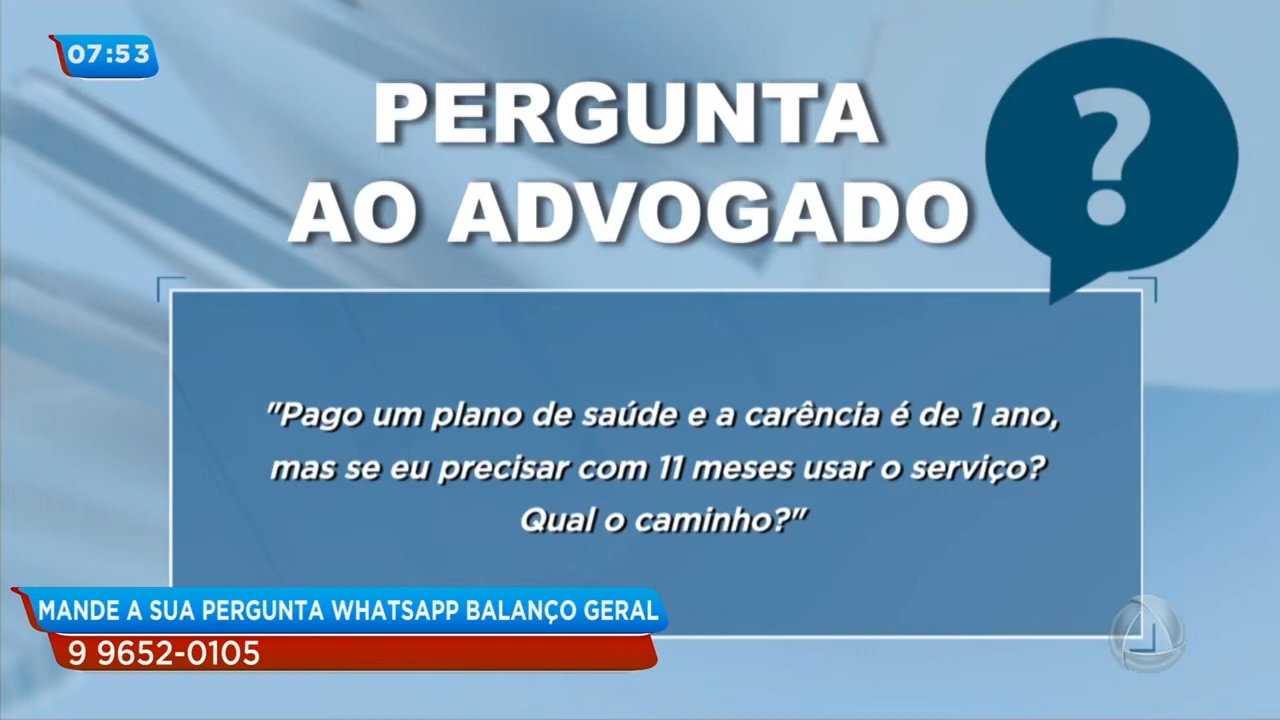 07:53
PERGUNTA
AO ADVOGADO
?
"Pago um plano de saúde e a carência é de 1 ano,
mas se eu precisar com 11 meses usar o serviço?
Qual o caminho?"
MANDE A SUA PERGUNTA WHATSAPP BALANÇO GERAL
9 9652-0105